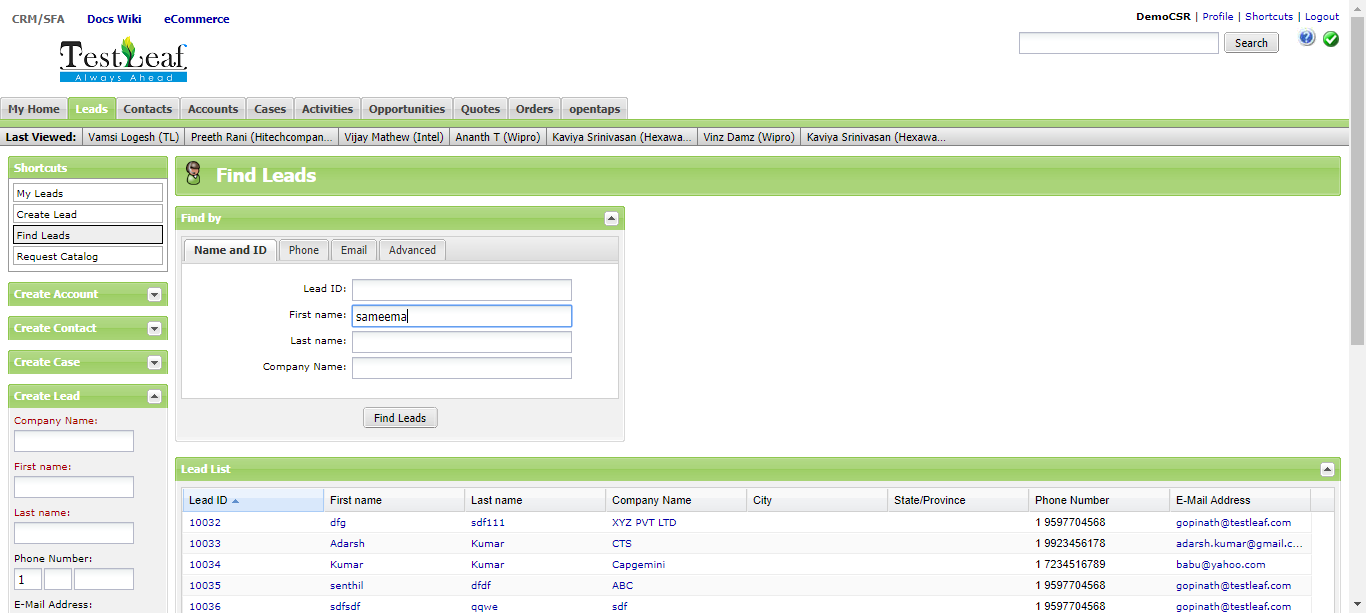 CRM/SFA Docs Wiki eCommerce
DemoCSR | Profile | Shortcuts | Logout
TestLeaf
Always Ahead
Search
My Home Leads Contacts Accounts Cases Activities Opportunities Quotes Orders opentaps
Last Viewed: Vamsi Logesh (TL) Preeth Rani (Hitechcompan... Vijay Mathew (Intel) Ananth T (Wipro) Kaviya Srinivasan (Hexawa... Vinz Damz (Wipro) Kaviya Srinivasan (Hexawa...
Shortcuts
My Leads
Create Lead
Find Leads
Request Catalog
Create Account
Create Contact
Create Case
Create Lead
Company Name:
First name:
Last name:
Phone Number:
1
E-Mail Address:
Find Leads
Find by
Name and ID Phone Email Advanced
Lead ID:
First name: sameema
Last name:
Company Name:
Find Leads
Lead List
Lead ID First name Last name Company Name City State/Province Phone Number E-Mail Address
10032 dfg sdf111 XYZ PVT LTD 1 9597704568 gopinath@testleaf.com
10033 Adarsh Kumar CTS 1 9923456178 adarsh.kumar@gmail.c...
10034 Kumar Kumar Capgemini 1 7234516789 babu@yahoo.com
10035 senthil dfdf ABC 1 9597704568 gopinath@testleaf.com
10036 sdfsdf qqwe sdf 1 9597704568 gopinath@testleaf.com